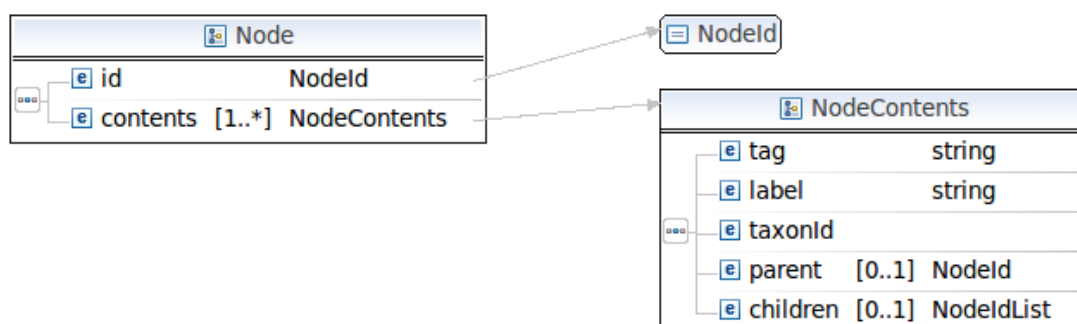 Node
id NodeId
contents [1..*] NodeContents
NodeId
NodeContents
tag string
label string
taxonId
parent [0..1] NodeId
children [0..1] NodeIdList